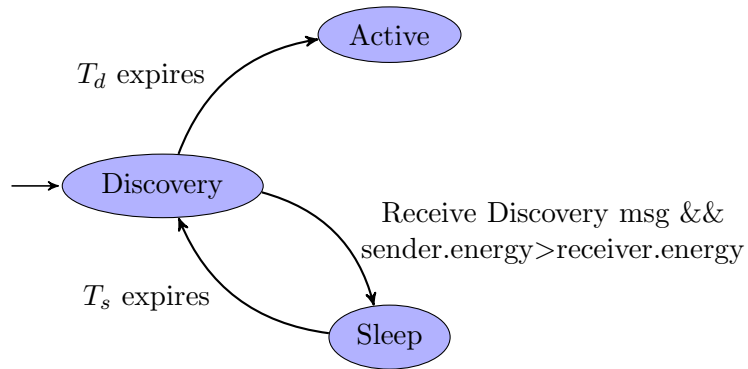 Active
T_d expires
Discovery
Receive Discovery msg &&
sender.energy>receiver.energy
T_s expires
Sleep